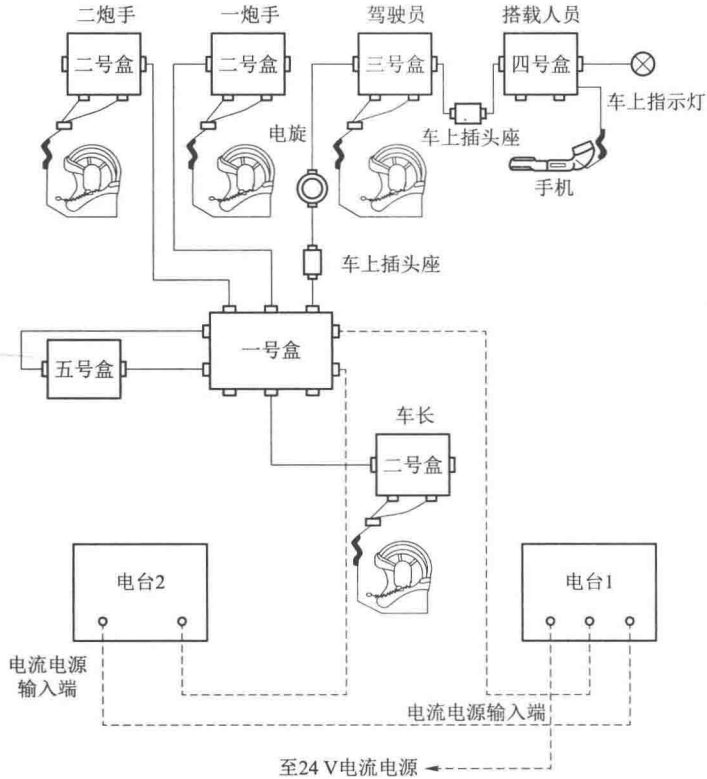 二炮手
一炮手
驾驶员
搭载人员
二号盒
二号盒
三号盒
四号盒
电旋
车上插头座
车上指示灯
手机
车上插头座
一号盒
五号盒
车长
二号盒
电台2
电台1
电流电源
输入端
电流电源输入端
至24 V电流电源